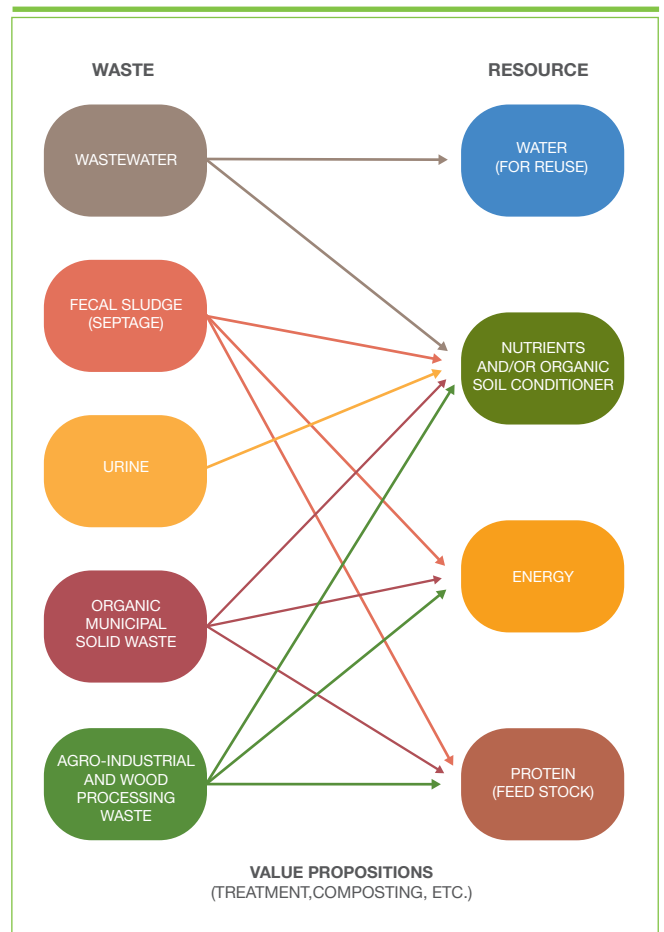 WASTE
RESOURCE
WASTEWATER
WATER
(FOR REUSE)
FECAL SLUDGE
(SEPTAGE)
NUTRIENTS
AND/OR ORGANIC
SOIL CONDITIONER
URINE
ENERGY
ORGANIC
MUNICIPAL
SOLID WASTE
AGRO-INDUSTRIAL
AND WOOD
PROCESSING
WASTE
PROTEIN
(FEED STOCK)
VALUE PROPOSITIONS
(TREATMENT,COMPOSTING, ETC.)